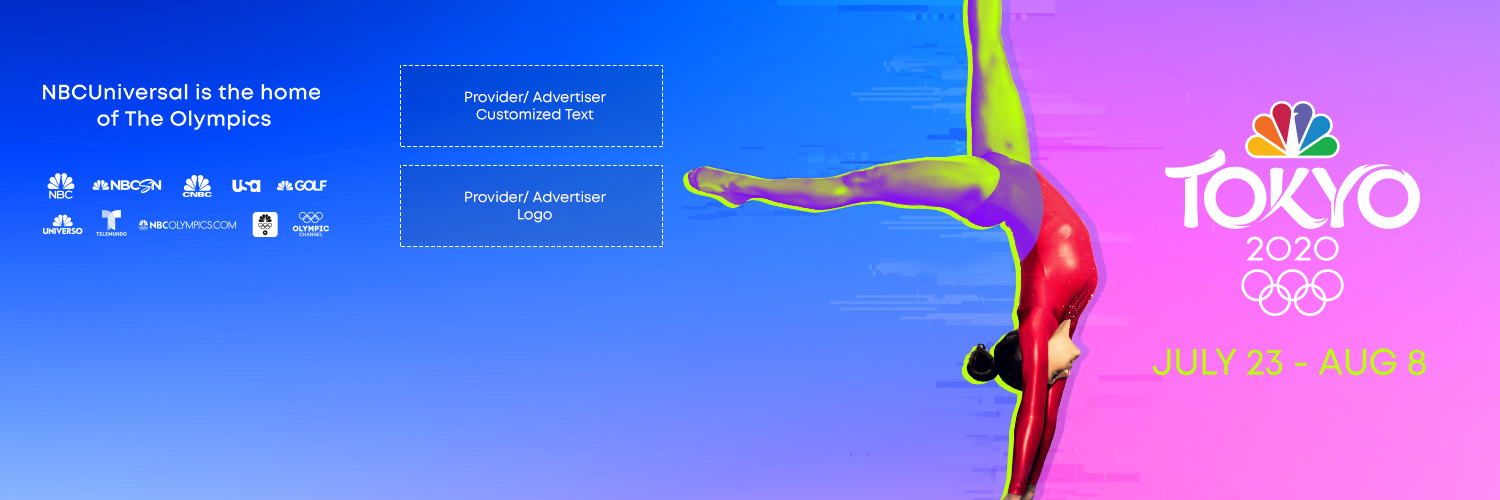 NBCUniversal is the home
of The Olympics
NBC
NBCSN
CNBC
USA
GOLF
UNIVERSO
TELEMUNDO
NBCOLYMPICS.COM
OLYMPIC
CHANNEL
Provider/ Advertiser
Customized Text
Provider/ Advertiser
Logo
TOKYO
2020
JULY 23 - AUG 8